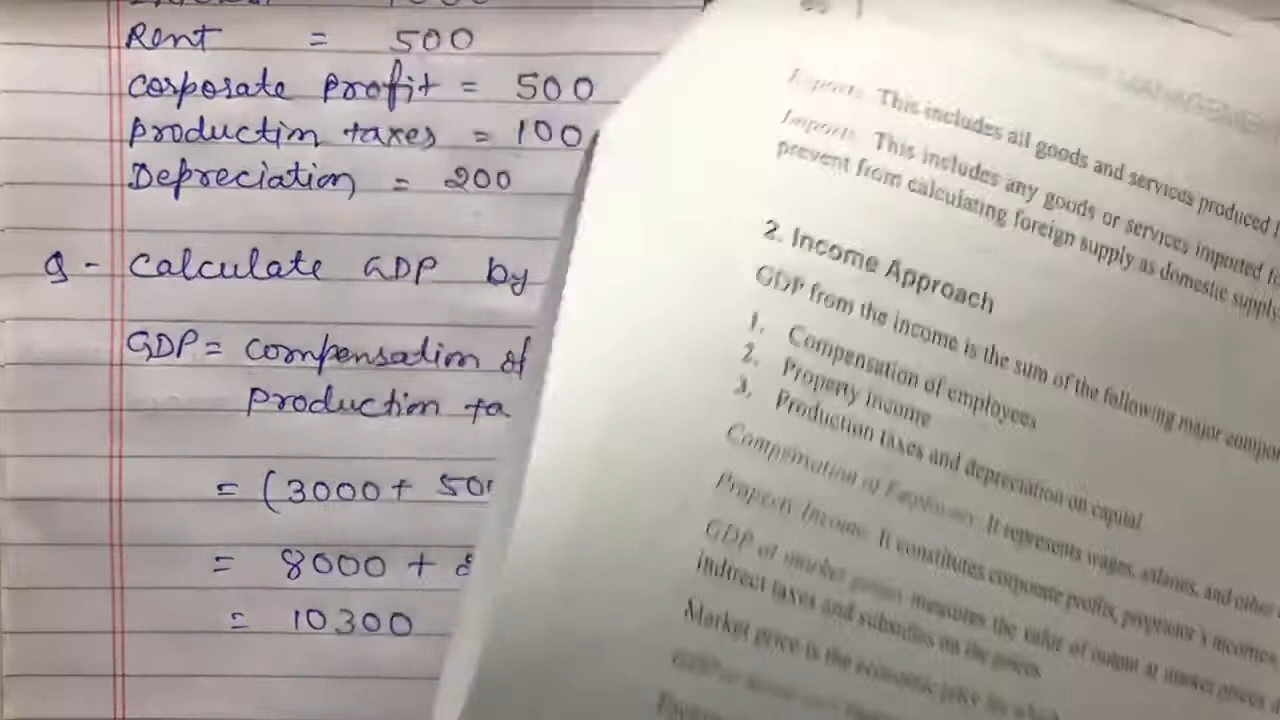 Rent = 500
Corporate Profit = 500
Production taxes = 100
Depreciation = 200
Q - Calculate GDP by
GDP = Compensation of
Production ta
= (3000 + 50
= 8000 +
= 10300
Exports. This includes all goods and services produced
Imports. This includes any goods or services imported
prevent from calculating foreign supply as domestic supply
2. Income Approach
GDP from the income is the sum of the following major
1. Compensation of employees
2. Property income
3. Production taxes and depreciation on capital
Compensation of Employees. It represents wages, salaries, and other
Property Income. It constitutes corporate profits, proprietor's incomes,
GDP at market prices measures the value of output at market prices
indirect taxes and subsidies on the prices
Market price is the economic price